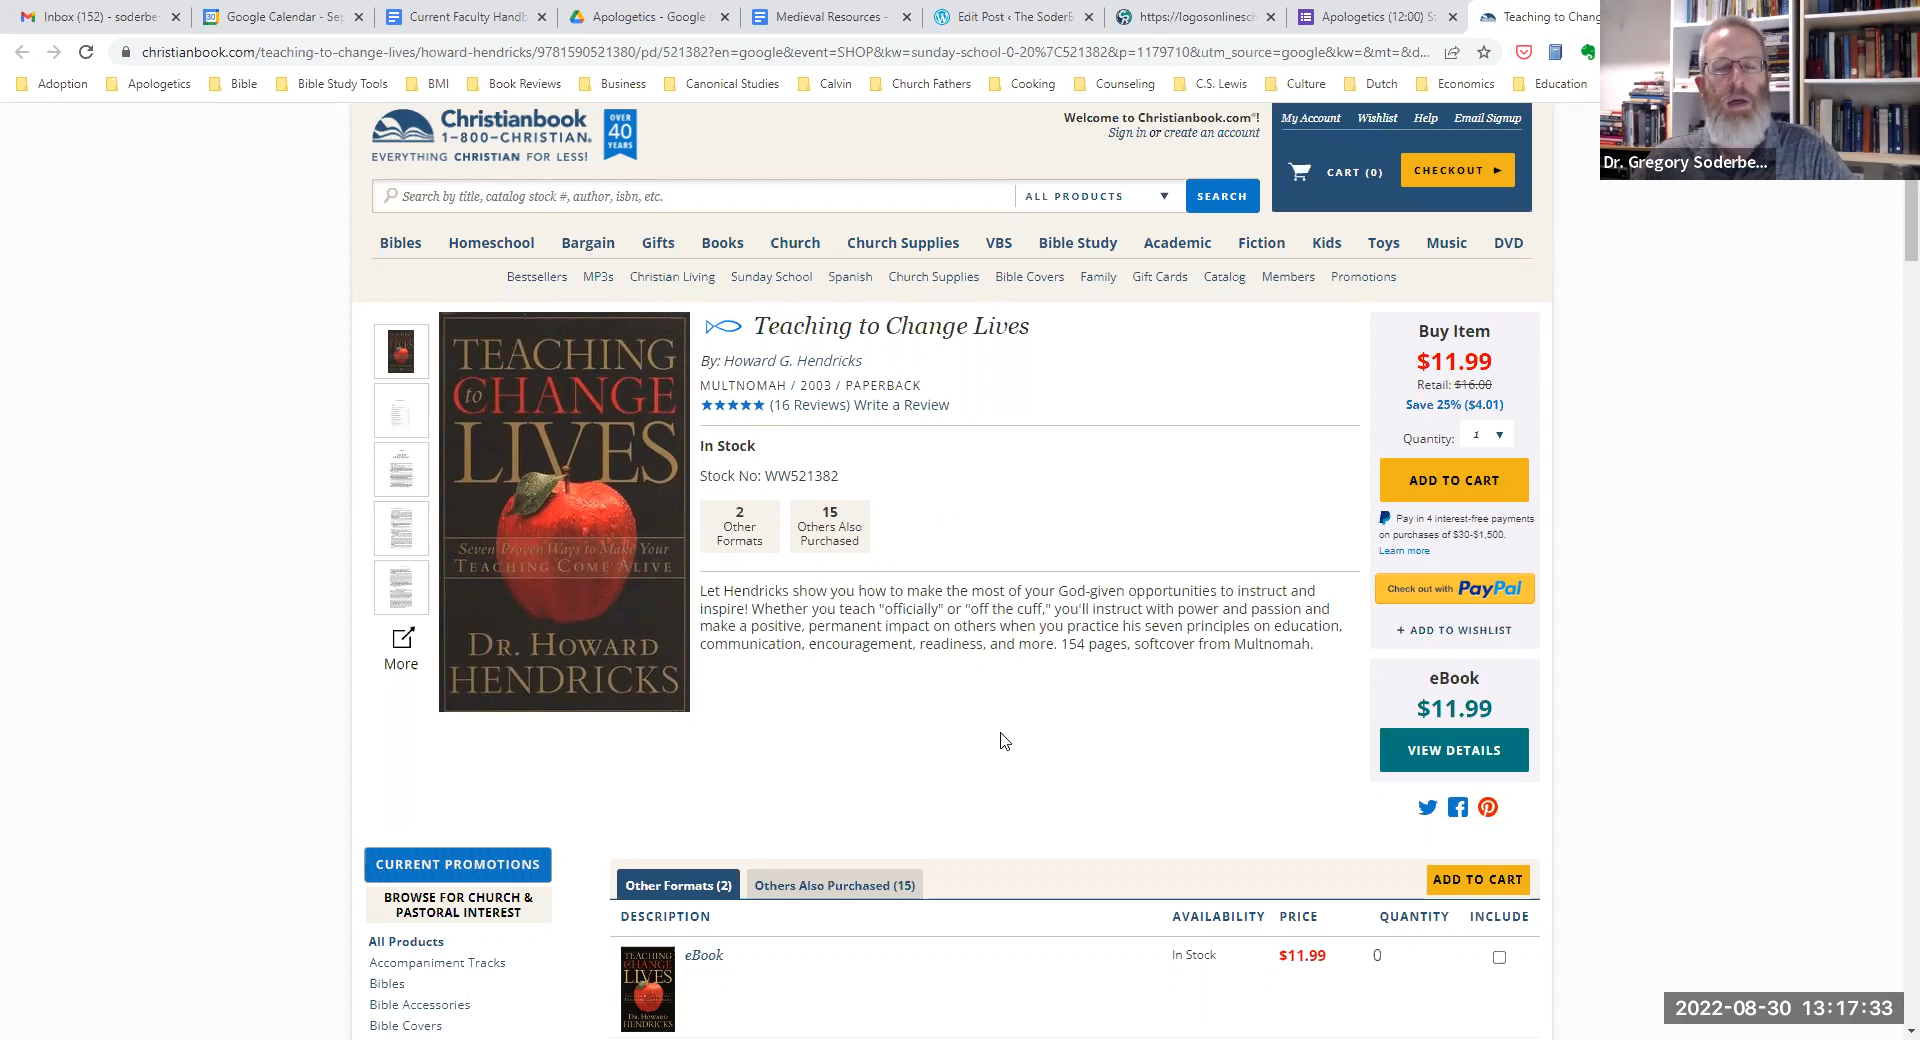 Inbox (152) - soderbe
Google Calendar - Sep
Current Faculty Handb
Apologetics - Google
Medieval Resources -
Edit Post ‹ The SoderB
https://logosonlinesch
Apologetics (12:00) S
Teaching to Chang
christianbook.com/teaching-to-change-lives/howard-hendricks/9781590521380/pd/521382?en=google&event=SHOP&kw=sunday-school-0-20%7C521382&p=1179710&utm_source=google&kw=&mt=&d...
Adoption
Apologetics
Bible
Bible Study Tools
BMI
Book Reviews
Business
Canonical Studies
Calvin
Church Fathers
Cooking
Counseling
C.S. Lewis
Culture
Dutch
Economics
Education
Dr. Gregory Soderbe...
Christianbook
1-800-CHRISTIAN.
EVERYTHING CHRISTIAN FOR LESS!
OVER
40
YEARS
Welcome to Christianbook.com®!
Sign in or create an account
My Account Wishlist Help Email Signup
CART (0)
CHECKOUT
Search by title, catalog stock #, author, isbn, etc.
ALL PRODUCTS
SEARCH
Bibles Homeschool Bargain Gifts Books Church Church Supplies VBS Bible Study Academic Fiction Kids Toys Music DVD
Bestsellers MP3s Christian Living Sunday School Spanish Church Supplies Bible Covers Family Gift Cards Catalog Members Promotions
More
TEACHING
to CHANGE
LIVES
Seven Proven Ways to Make Your
TEACHING COME ALIVE
DR. HOWARD
HENDRICKS
Teaching to Change Lives
By: Howard G. Hendricks
MULTNOMAH / 2003 / PAPERBACK
(16 Reviews) Write a Review
In Stock
Stock No: WW521382
2
Other
Formats
15
Others Also
Purchased
Let Hendricks show you how to make the most of your God-given opportunities to instruct and
inspire! Whether you teach "officially" or "off the cuff," you'll instruct with power and passion and
make a positive, permanent impact on others when you practice his seven principles on education,
communication, encouragement, readiness, and more. 154 pages, softcover from Multnomah.
Buy Item
$11.99
Retail: $16.00
Save 25% ($4.01)
Quantity: 1
ADD TO CART
Pay in 4 interest-free payments
on purchases of $30-$1,500.
Learn more
Check out with PayPal
+ ADD TO WISHLIST
eBook
$11.99
VIEW DETAILS
CURRENT PROMOTIONS
BROWSE FOR CHURCH &
PASTORAL INTEREST
All Products
Accompaniment Tracks
Bibles
Bible Accessories
Bible Covers
Other Formats (2)
Others Also Purchased (15)
ADD TO CART
DESCRIPTION AVAILABILITY PRICE QUANTITY INCLUDE
TEACHING
CHANGE
LIVES
DR. HOWARD
HENDRICKS
eBook In Stock $11.99 0
2022-08-30 13:17:33